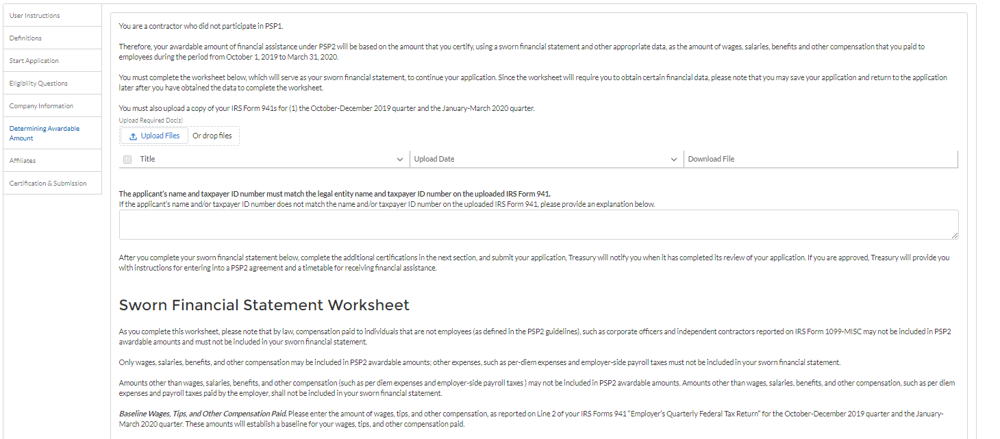 User Instructions
Definitions
Start Application
Eligibility Questions
Company Information
Determining Awardable
Amount
Affiliates
Certification & Submission
You are a contractor who did not participate in PSP1.
Therefore, your awardable amount of financial assistance under PSP2 will be based on the amount that you certify, using a sworn financial statement and other appropriate data, as the amount of wages, salaries, benefits and other compensation that you paid to
employees during the period from October 1, 2019 to March 31, 2020.
You must complete the worksheet below, which will serve as your sworn financial statement, to continue your application. Since the worksheet will require you to obtain certain financial data, please note that you may save your application and return to the application
later after you have obtained the data to complete the worksheet.
You must also upload a copy of your IRS Form 941s for (1) the October-December 2019 quarter and the January-March 2020 quarter.
Upload Required Doc(s)
Upload Files Or drop files
Title Upload Date Download File
The applicant's name and taxpayer ID number must match the legal entity name and taxpayer ID number on the uploaded IRS Form 941.
If the applicant's name and/or taxpayer ID number does not match the name and/or taxpayer ID number on the uploaded IRS Form 941, please provide an explanation below.
After you complete your sworn financial statement below, complete the additional certifications in the next section, and submit your application, Treasury will notify you when it has completed its review of your application. If you are approved, Treasury will provide you
with instructions for entering into a PSP2 agreement and a timetable for receiving financial assistance.
Sworn Financial Statement Worksheet
As you complete this worksheet, please note that by law, compensation paid to individuals that are not employees (as defined in the PSP2 guidelines), such as corporate officers and independent contractors reported on IRS Form 1099-MISC may not be included in PSP2
awardable amounts and must not be included in your sworn financial statement.
Only wages, salaries, benefits, and other compensation may be included in PSP2 awardable amounts; other expenses, such as per-diem expenses and employer-side payroll taxes must not be included in your sworn financial statement.
Amounts other than wages, salaries, benefits, and other compensation (such as per diem expenses and employer-side payroll taxes ) may not be included in PSP2 awardable amounts. Amounts other than wages, salaries, benefits, and other compensation, such as per diem
expenses and payroll taxes paid by the employer, shall not be included in your sworn financial statement.
Baseline Wages, Tips, and Other Compensation Paid. Please enter the amount of wages, tips, and other compensation, as reported on Line 2 of your IRS Forms 941 "Employer's Quarterly Federal Tax Return" for the October-December 2019 quarter and the January-
March 2020 quarter. These amounts will establish a baseline for your wages, tips, and other compensation paid.